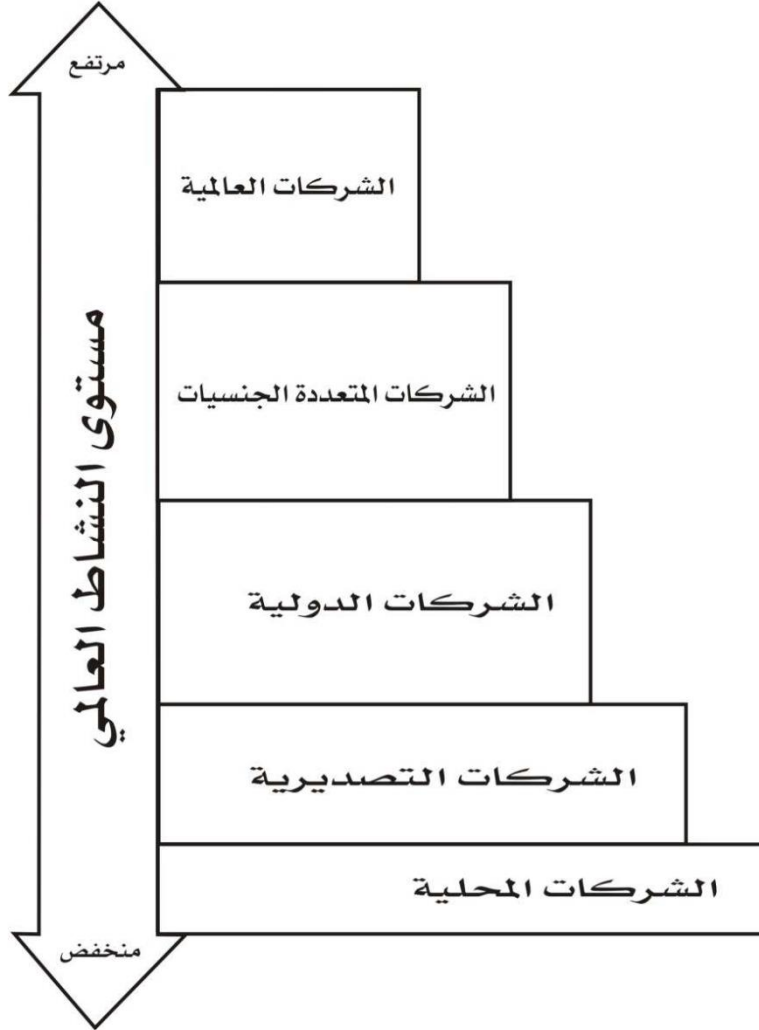 مرتفع
الشركات العالمية
الشركات المتعددة الجنسيات
مستوى النشاط العالمي
الشركات الدولية
الشركات التصديرية
الشركات المحلية
منخفض